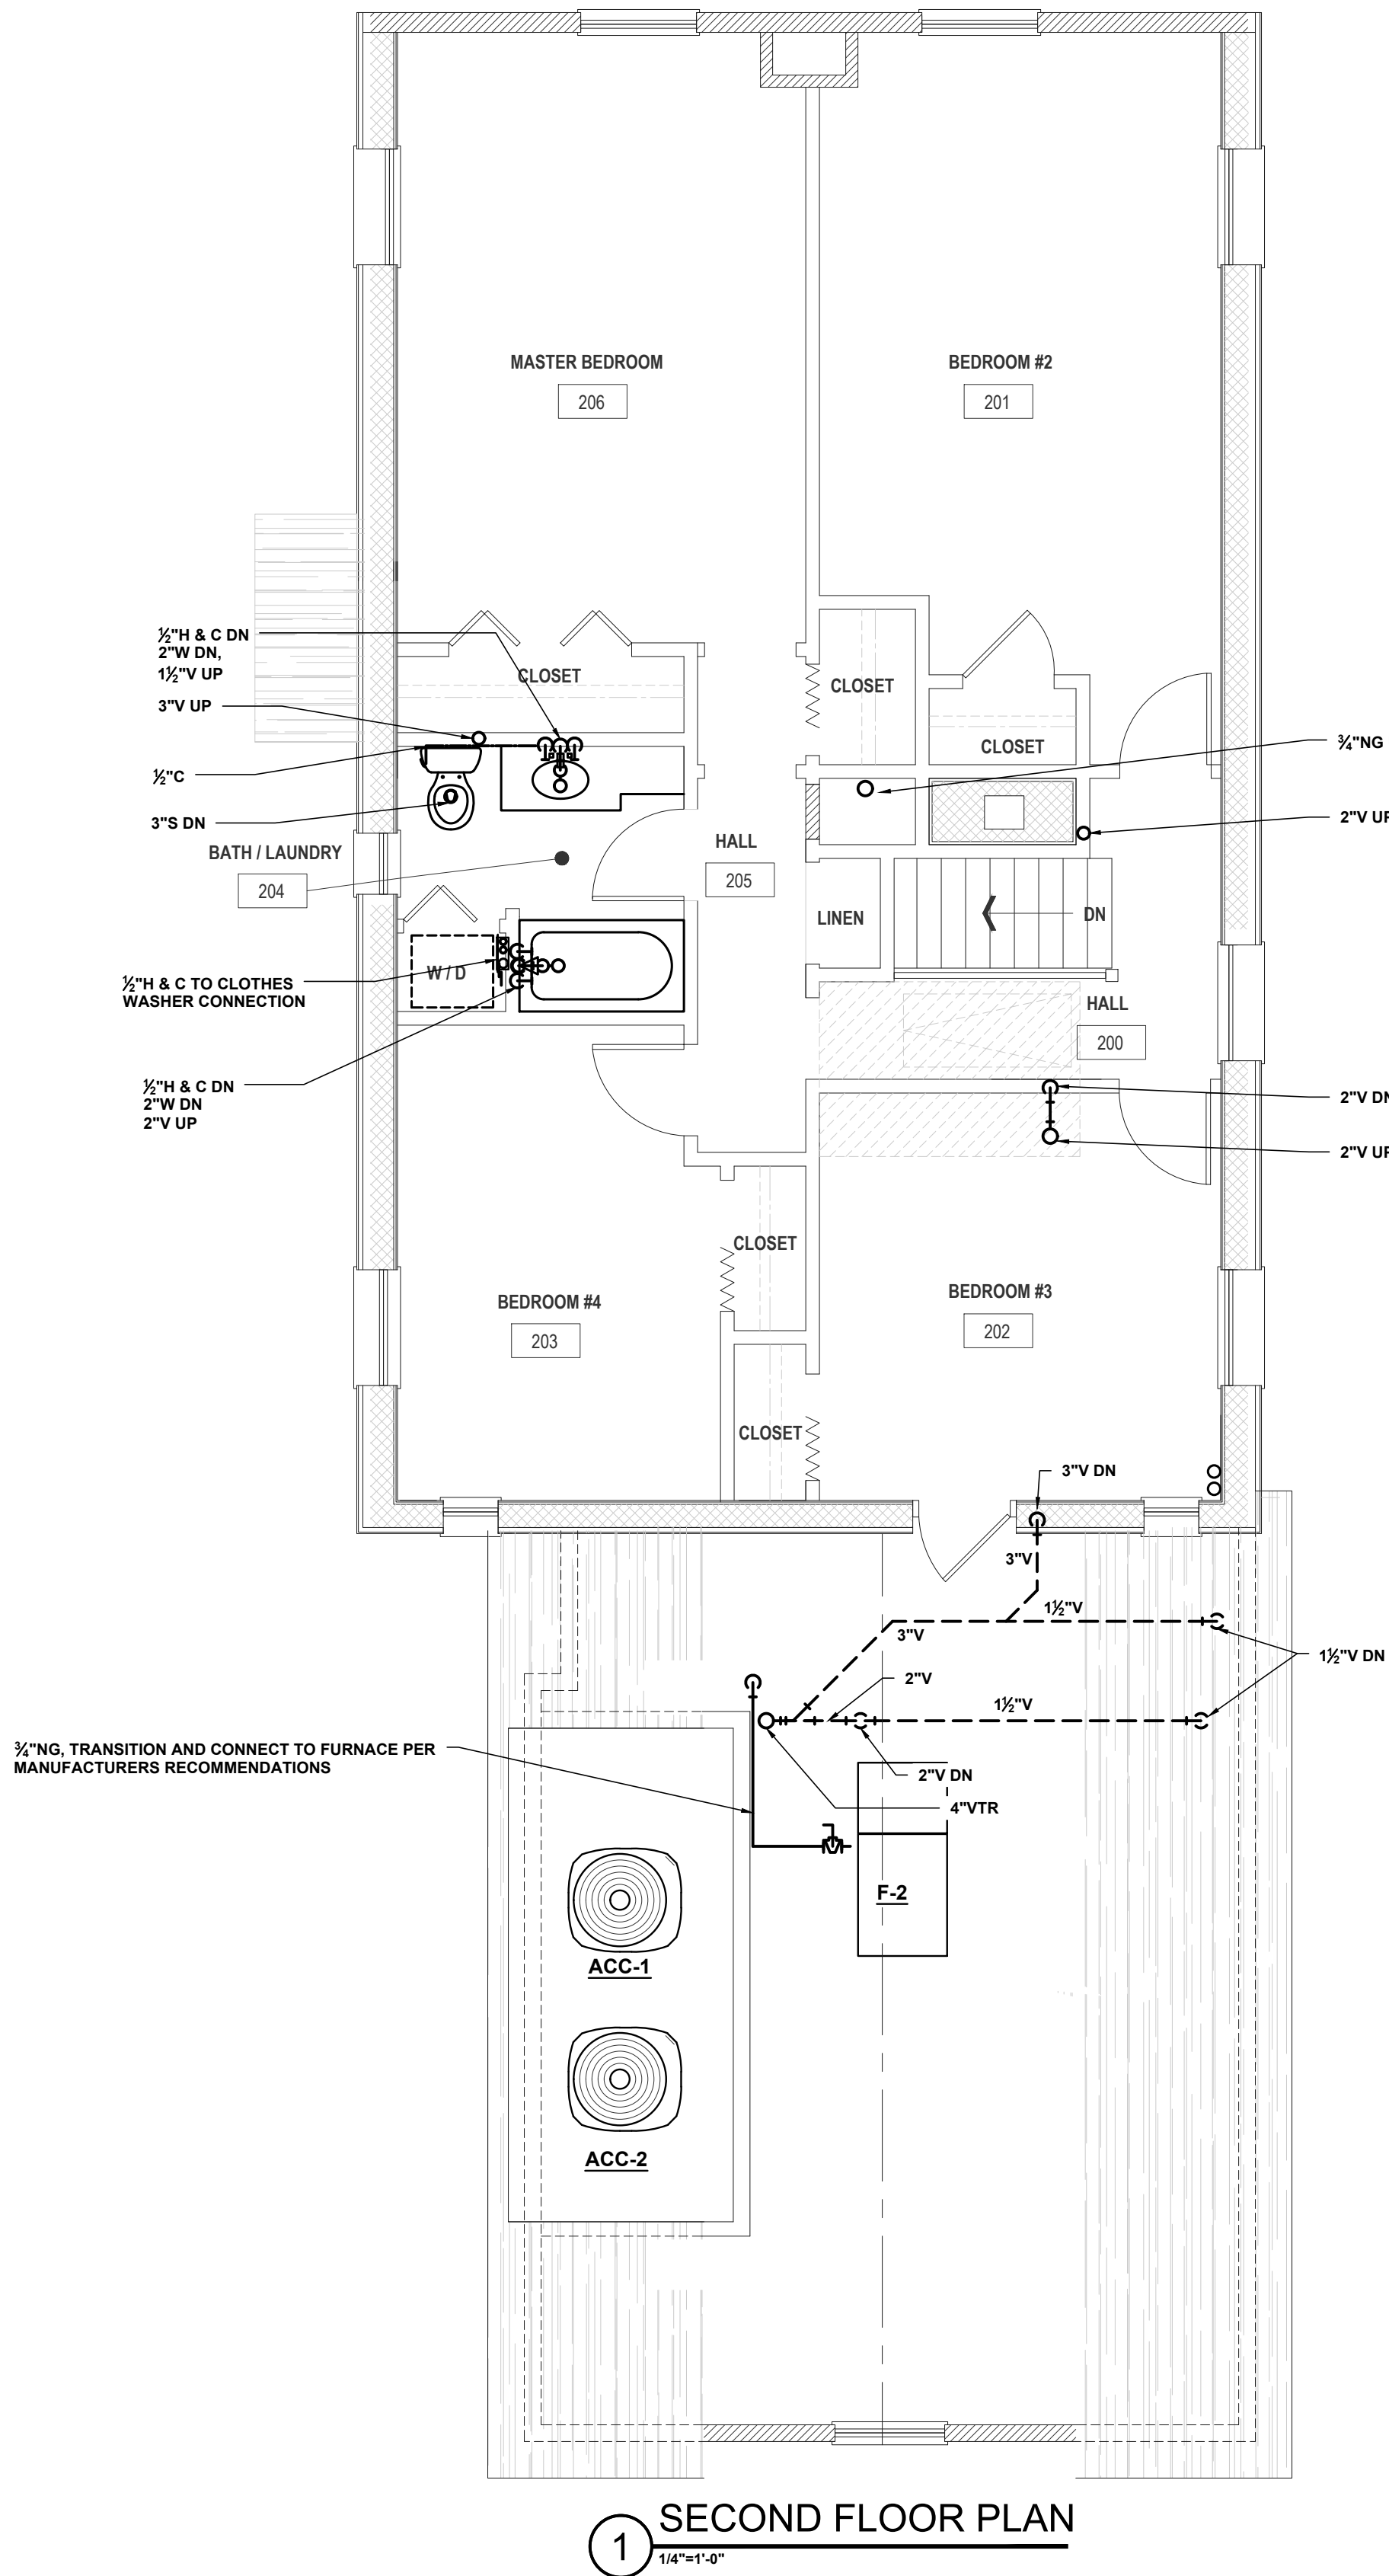 MASTER BEDROOM
206
BEDROOM #2
201
½"H & C DN
2"W DN,
1½"V UP
CLOSET
CLOSET
3"V UP
CLOSET
¾"NG
½"C
3"S DN
2"V UP
BATH / LAUNDRY
204
HALL
205
LINEN
DN
W / D
½"H & C TO CLOTHES
WASHER CONNECTION
HALL
200
½"H & C DN
2"W DN
2"V UP
2"V DN
2"V UP
CLOSET
BEDROOM #4
203
BEDROOM #3
202
CLOSET
3"V DN
3"V
1½"V
3"V
1½"V DN
2"V
1½"V
¾"NG, TRANSITION AND CONNECT TO FURNACE PER
MANUFACTURERS RECOMMENDATIONS
2"V DN
4"VTR
F-2
ACC-1
ACC-2
1
SECOND FLOOR PLAN
1/4"=1'-0"